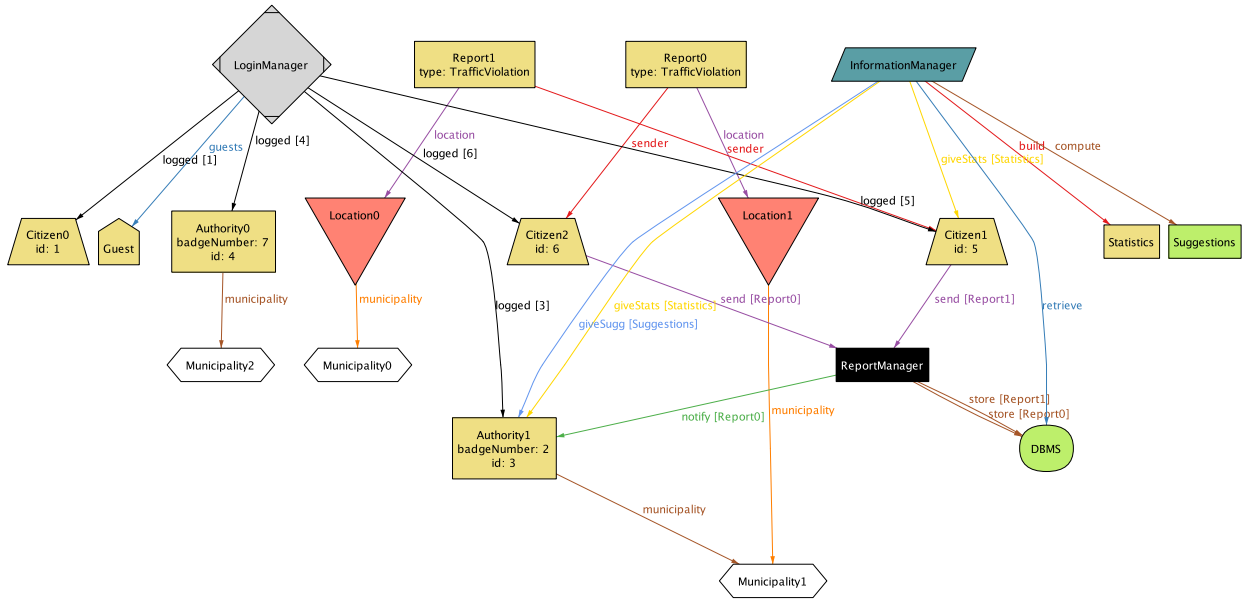 LoginManager
Report1
type: TrafficViolation
Report0
type: TrafficViolation
InformationManager
logged [1]
guests
logged [4]
location
logged [6]
sender
location
sender
giveStats [Statistics]
build
compute
logged [5]
Citizen0
id: 1
Guest
Authority0
badgeNumber: 7
id: 4
Location0
Citizen2
id: 6
Location1
Citizen1
id: 5
Statistics
Suggestions
municipality
municipality
logged [3]
giveStats [Statistics]
giveSugg [Suggestions]
send [Report0]
send [Report1]
retrieve
Municipality2
Municipality0
ReportManager
store [Report1]
store [Report0]
notify [Report0]
municipality
Authority1
badgeNumber: 2
id: 3
DBMS
municipality
Municipality1